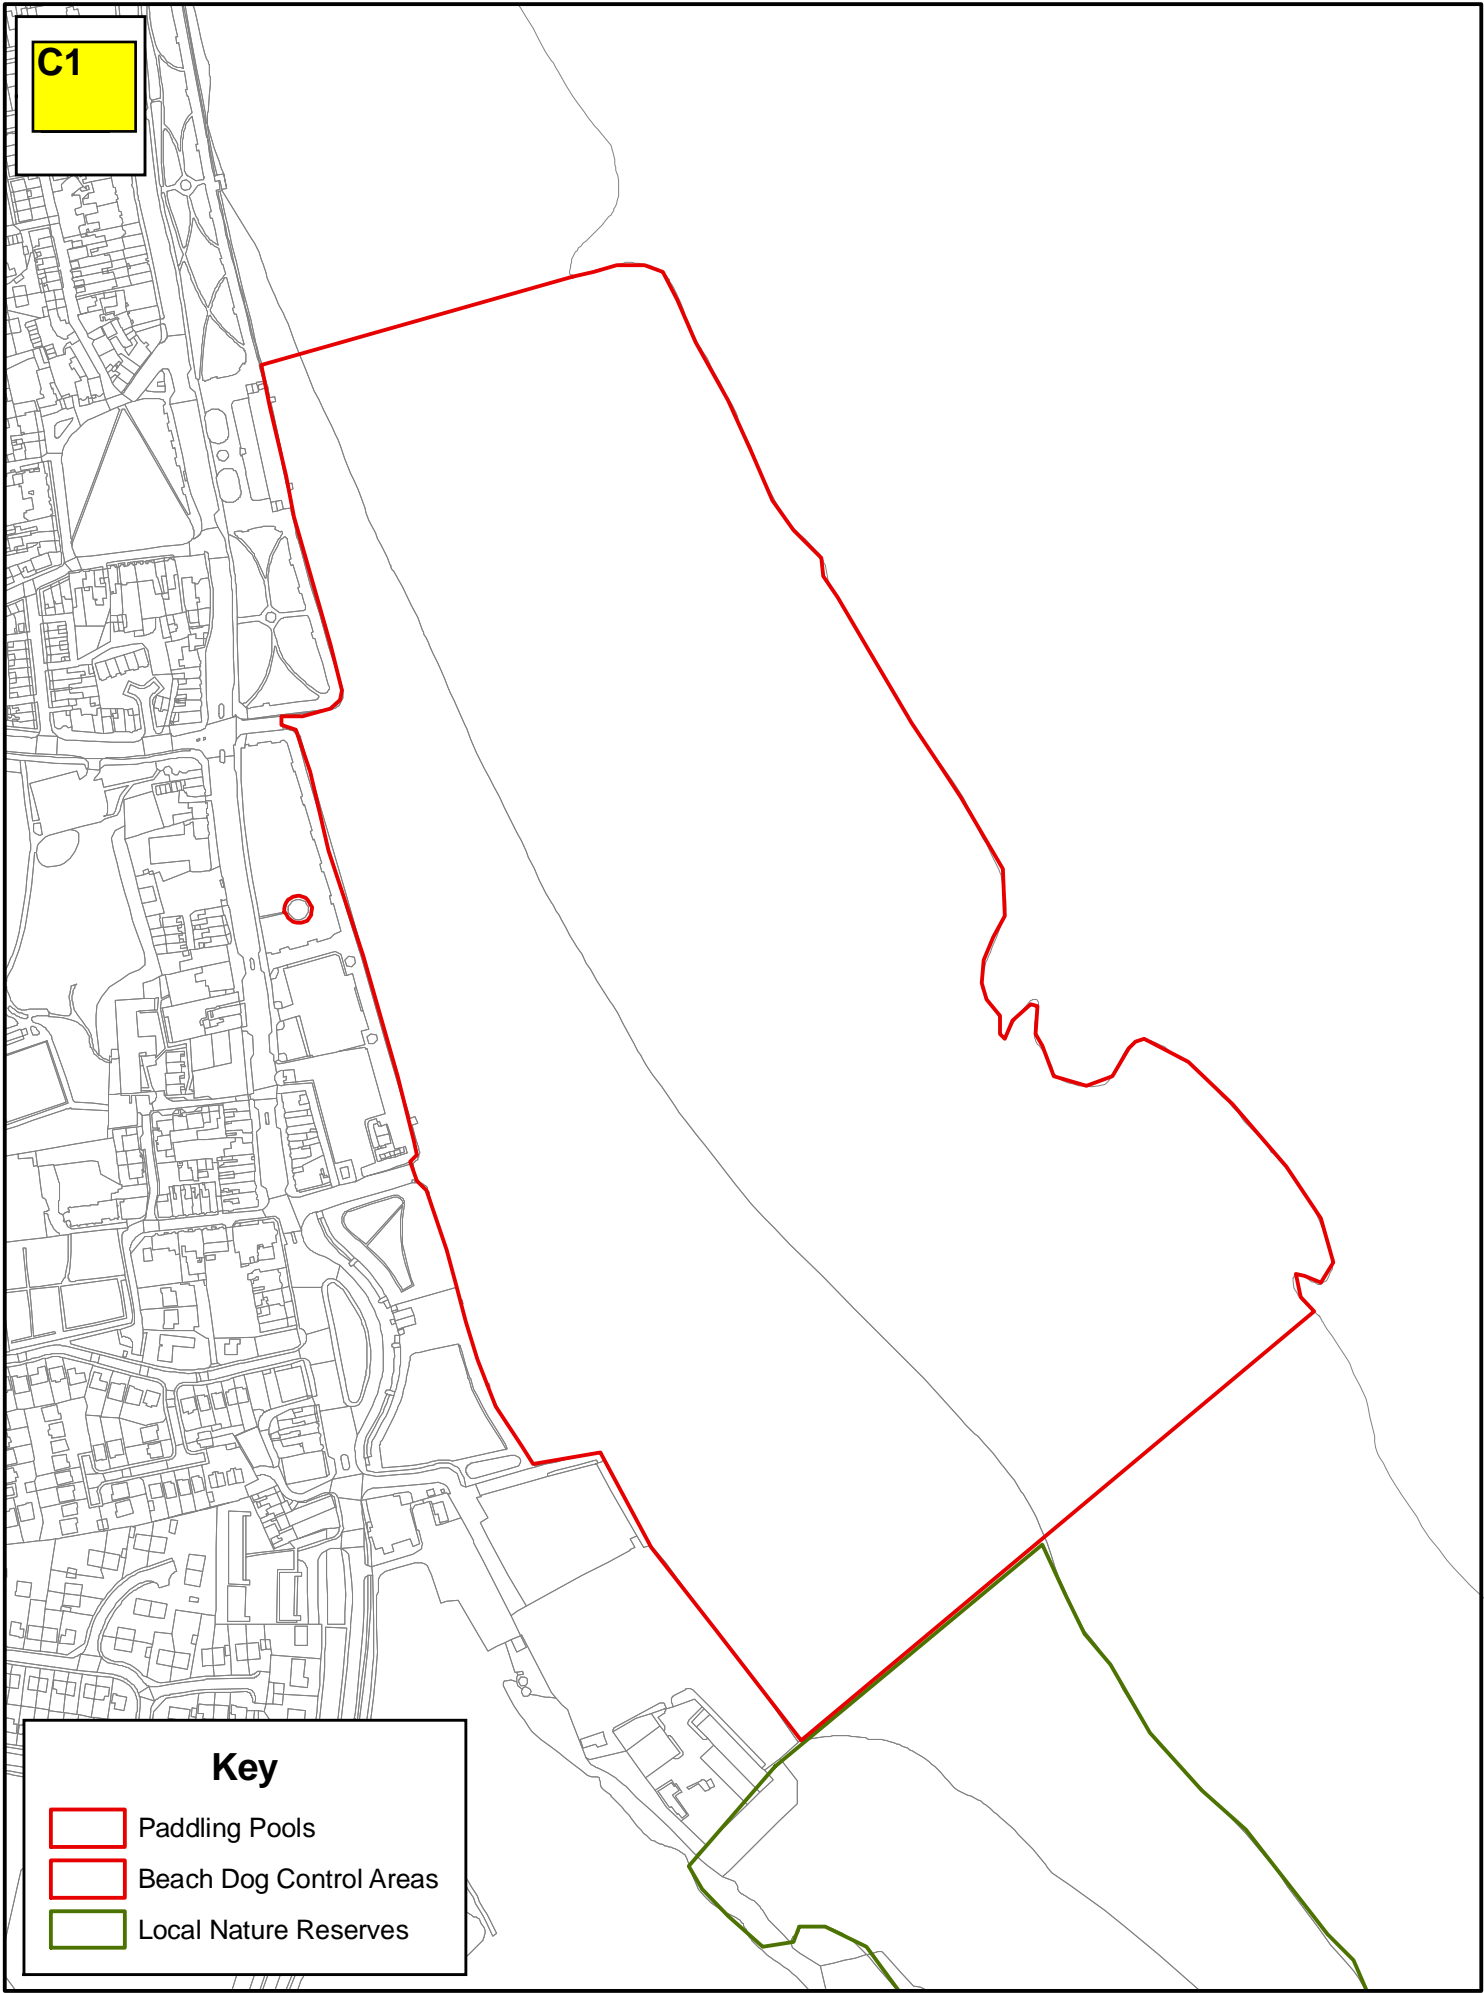 C1
Key
Paddling Pools
Beach Dog Control Areas
Local Nature Reserves